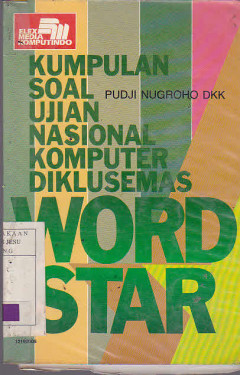 ELEX
MEDIA
KOMPUTINDO
KUMPULAN
SOAL
PUDJI NUGROHO DKK
UJIAN
NASIONAL
KOMPUTER
DIKLUSEMAS
WORD
STAR